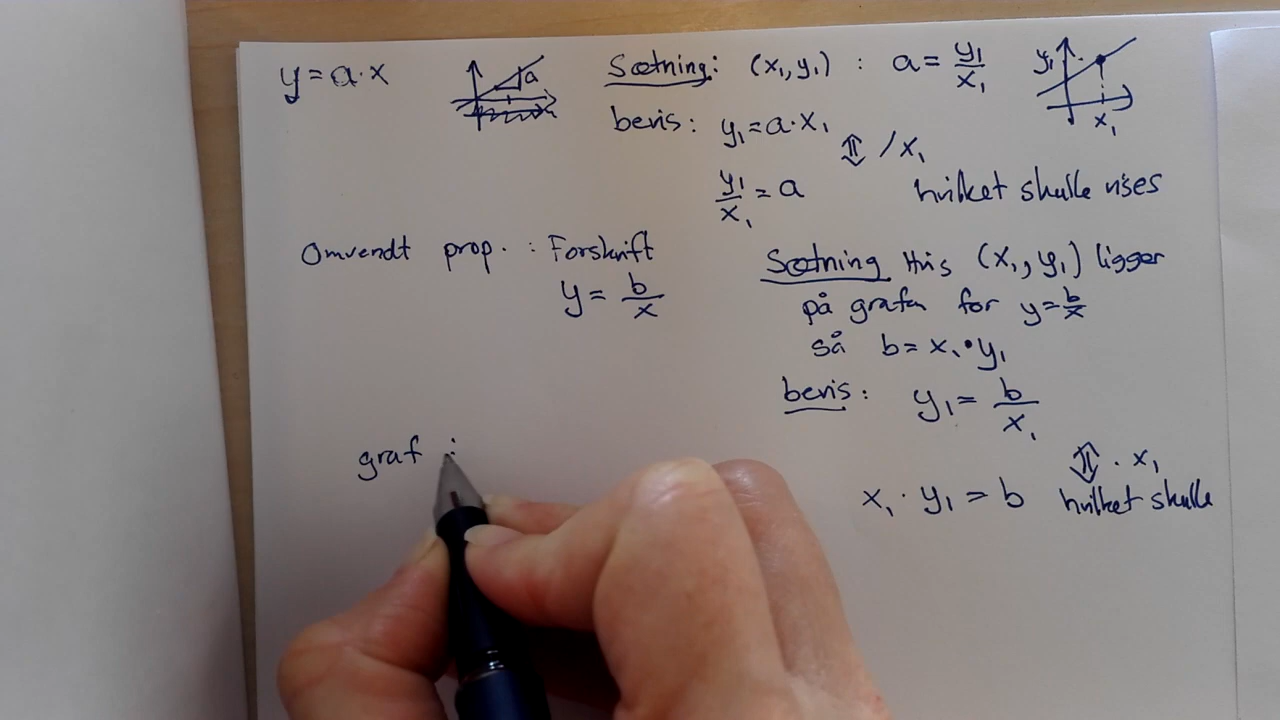 y = a · x
a
Sætning: (x₁, y₁) : a = y₁/x₁
y₁
x₁
bevis: y₁ = a · x₁
⇕ /x₁
y₁/x₁ = a
hvilket skulle vises
Omvendt prop. : Forskrift
y = b/x
Sætning Hvis (x₁, y₁) ligger
på grafen for y = b/x
så b = x₁ · y₁
bevis: y₁ = b/x₁
⇕ · x₁
x₁ · y₁ = b hvilket skulle
graf :